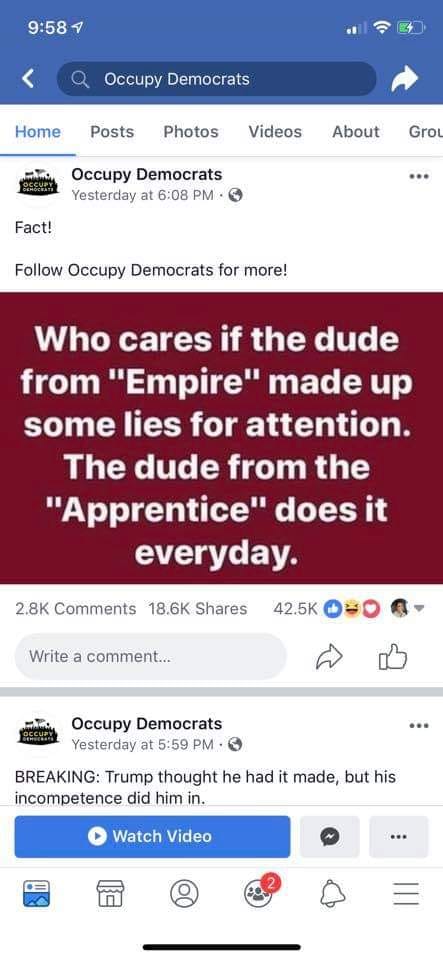 9:58
Occupy Democrats
Home Posts Photos Videos About Grou
OCCUPY
DEMOCRATS
Occupy Democrats
Yesterday at 6:08 PM ·
Fact!
Follow Occupy Democrats for more!
Who cares if the dude
from "Empire" made up
some lies for attention.
The dude from the
"Apprentice" does it
everyday.
2.8K Comments 18.6K Shares 42.5K
Write a comment...
OCCUPY
DEMOCRATS
Occupy Democrats
Yesterday at 5:59 PM ·
BREAKING: Trump thought he had it made, but his
incompetence did him in.
Watch Video
2